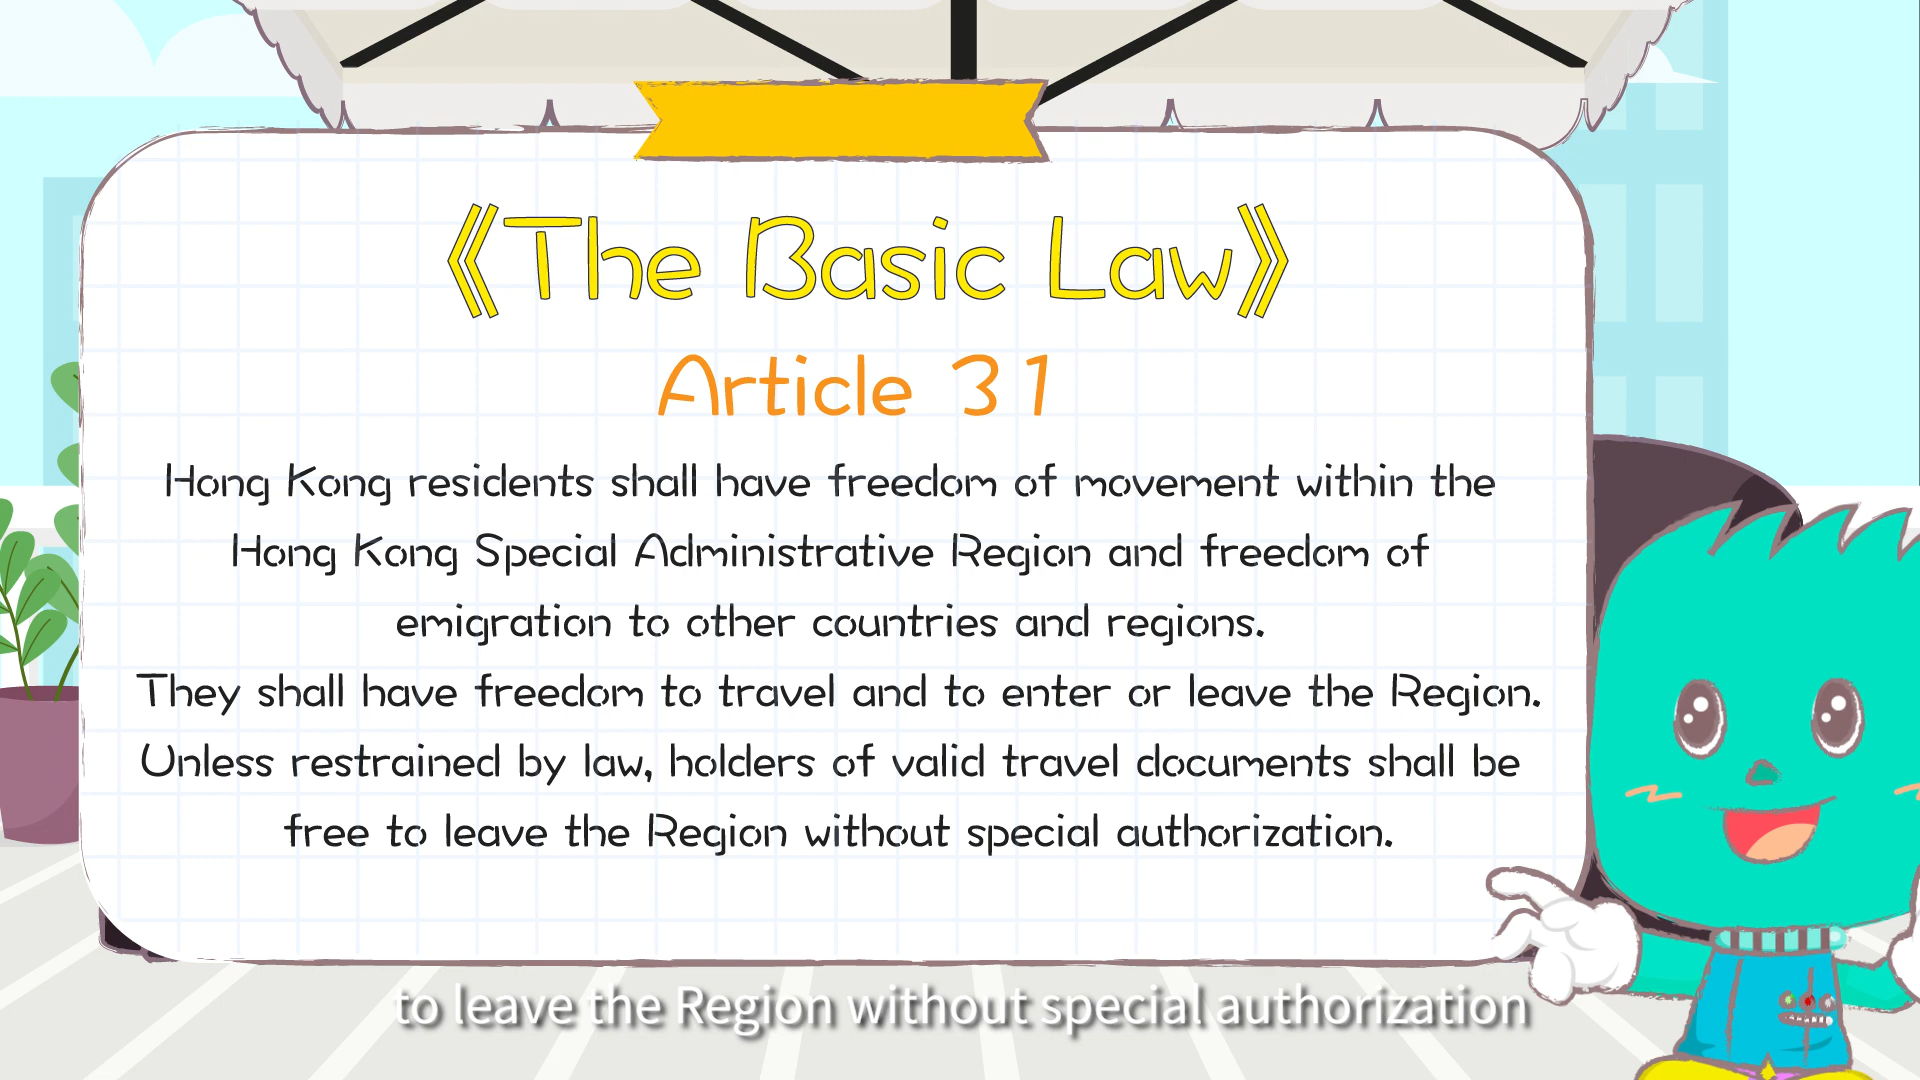 《The Basic Law》
Article 31
Hong Kong residents shall have freedom of movement within the
Hong Kong Special Administrative Region and freedom of
emigration to other countries and regions.
They shall have freedom to travel and to enter or leave the Region.
Unless restrained by law, holders of valid travel documents shall be
free to leave the Region without special authorization.
to leave the Region without special authorization